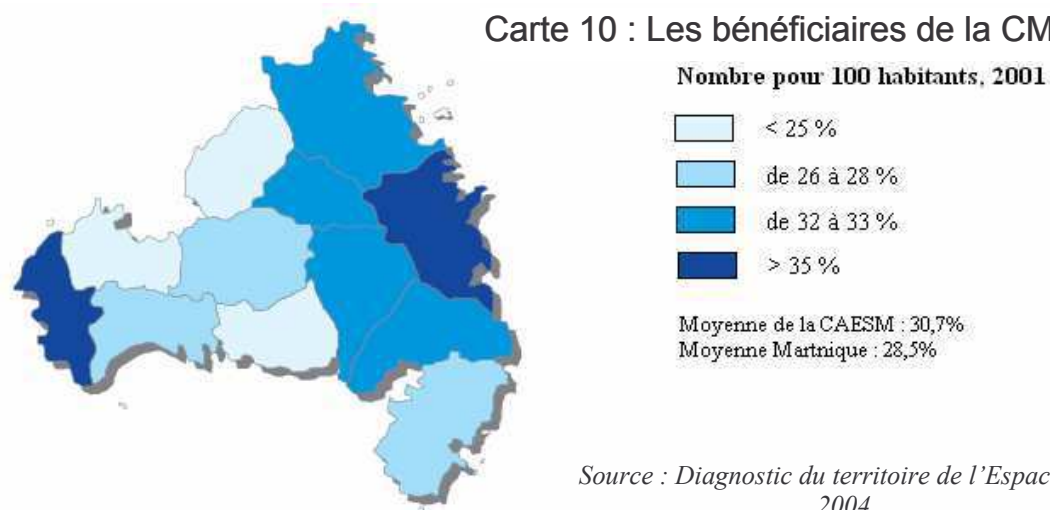 Carte 10 : Les bénéficiaires de la CM
Nombre pour 100 habitants, 2001
< 25 %
de 26 à 28 %
de 32 à 33 %
> 35 %
Moyenne de la CAESM : 30,7%
Moyenne Martnique : 28,5%
Source : Diagnostic du territoire de l’Espac
2004